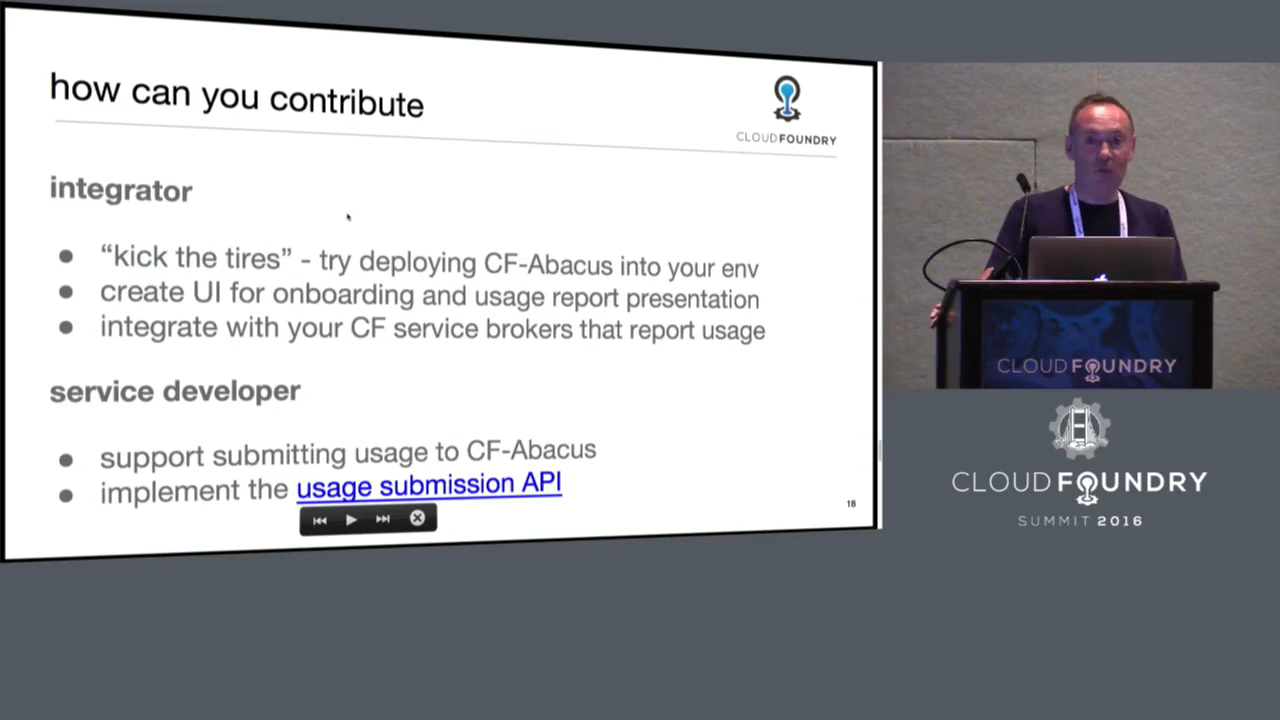 how can you contribute
CLOUDFOUNDRY
integrator
● “kick the tires” - try deploying CF-Abacus into your env
● create UI for onboarding and usage report presentation
● integrate with your CF service brokers that report usage
service developer
● support submitting usage to CF-Abacus
● implement the usage submission API
18
CLOUD FOUNDRY
CLOUD FOUNDRY
SUMMIT 2016